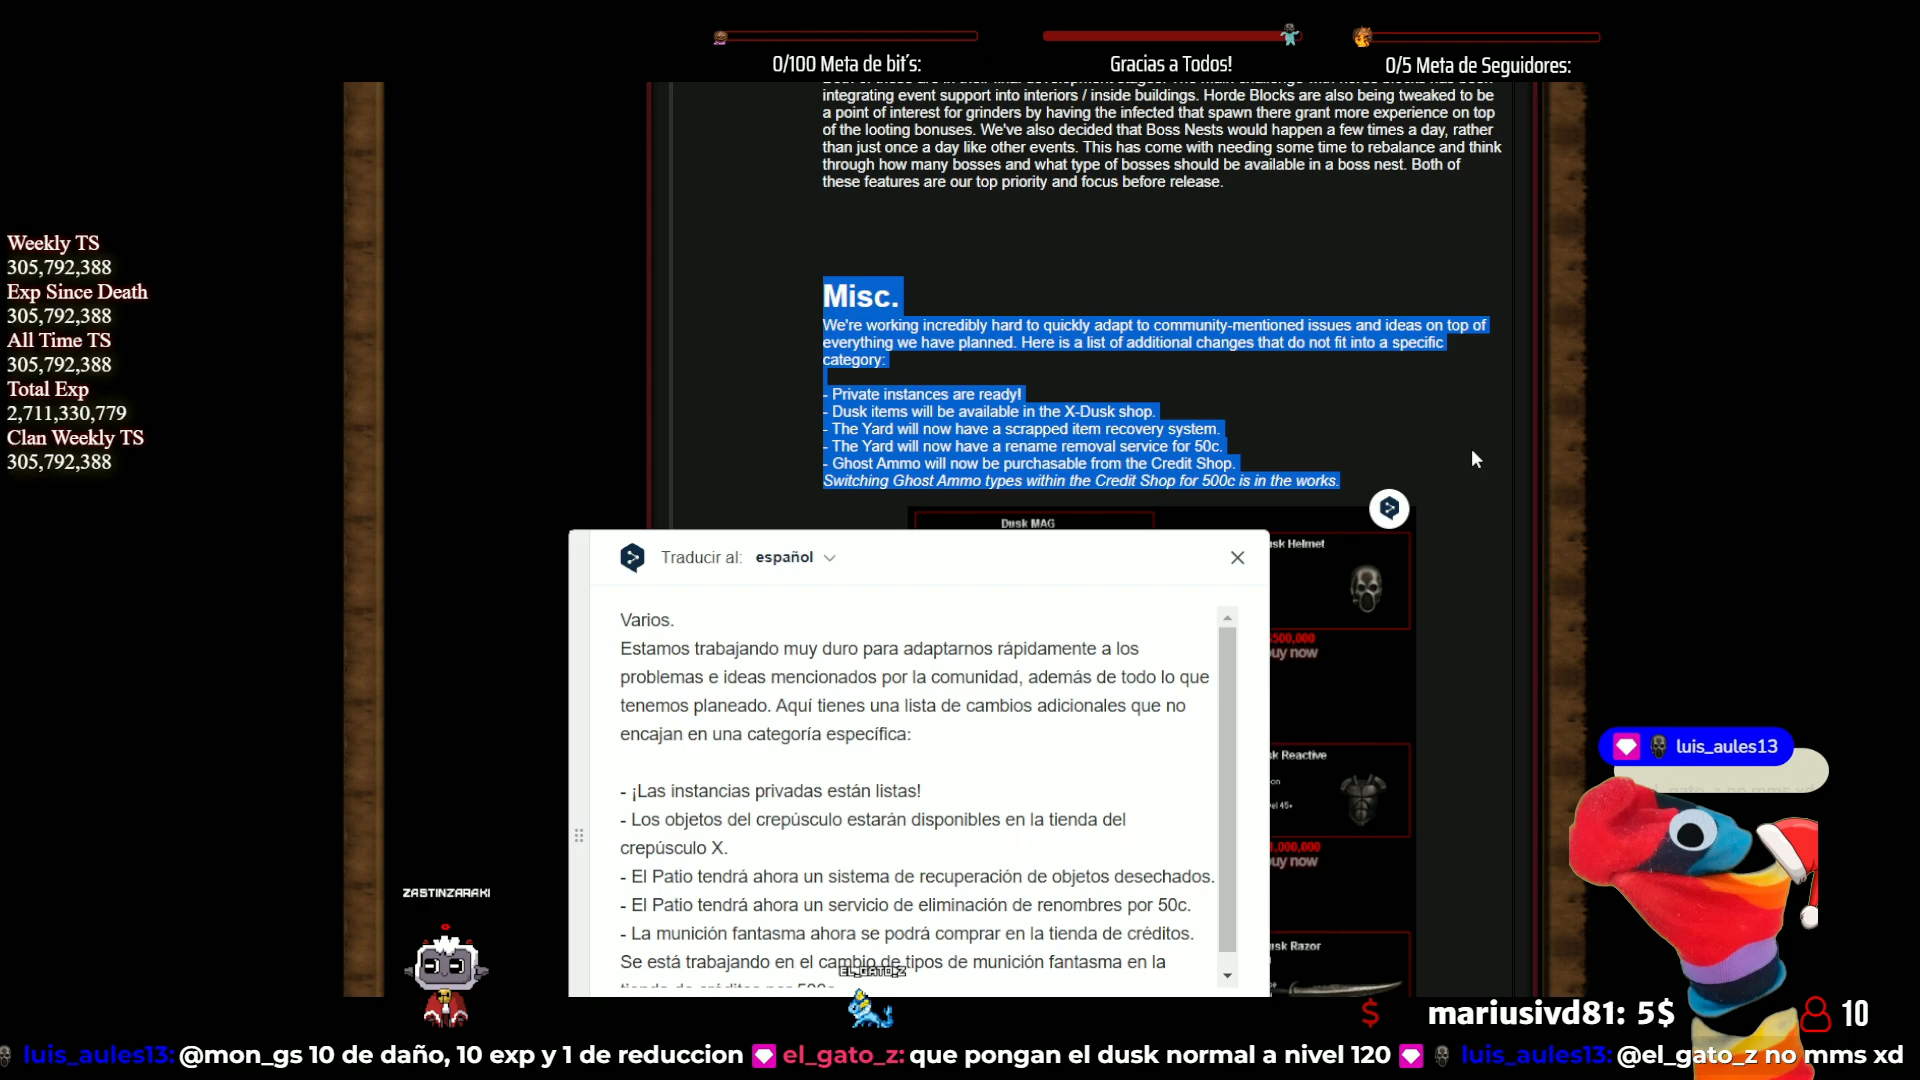 0/100 Meta de bit's:
Gracias a Todos!
0/5 Meta de Seguidores:
integrating event support into interiors / inside buildings. Horde Blocks are also being tweaked to be
a point of interest for grinders by having the infected that spawn there grant more experience on top
of the looting bonuses. We've also decided that Boss Nests would happen a few times a day, rather
than just once a day like other events. This has come with needing some time to rebalance and think
through how many bosses and what type of bosses should be available in a boss nest. Both of
these features are our top priority and focus before release.
Weekly TS
305,792,388
Exp Since Death
305,792,388
All Time TS
305,792,388
Total Exp
2,711,330,779
Clan Weekly TS
305,792,388
Misc.
We're working incredibly hard to quickly adapt to community-mentioned issues and ideas on top of
everything we have planned. Here is a list of additional changes that do not fit into a specific
category:
- Private instances are ready!
- Dusk items will be available in the X-Dusk shop.
- The Yard will now have a scrapped item recovery system.
- The Yard will now have a rename removal service for 50c.
- Ghost Ammo will now be purchasable from the Credit Shop.
Switching Ghost Ammo types within the Credit Shop for 500c is in the works.
Dusk MAG
sk Helmet
500,000
buy now
sk Reactive
on
vel 45+
1,000,000
buy now
sk Razor
Traducir al: español
Varios.
Estamos trabajando muy duro para adaptarnos rápidamente a los
problemas e ideas mencionados por la comunidad, además de todo lo que
tenemos planeado. Aquí tienes una lista de cambios adicionales que no
encajan en una categoría específica:
- ¡Las instancias privadas están listas!
- Los objetos del crepúsculo estarán disponibles en la tienda del
crepúsculo X.
- El Patio tendrá ahora un sistema de recuperación de objetos desechados.
- El Patio tendrá ahora un servicio de eliminación de renombres por 50c.
- La munición fantasma ahora se podrá comprar en la tienda de créditos.
Se está trabajando en el cambio de tipos de munición fantasma en la
tienda de créditos por 500c.
ZASTINZARAKI
EL_GATO_Z
luis_aules13
$ mariusivd81: 5$
10
luis_aules13: @mon_gs 10 de daño, 10 exp y 1 de reduccion el_gato_z: que pongan el dusk normal a nivel 120 luis_aules13: @el_gato_z no mms xd